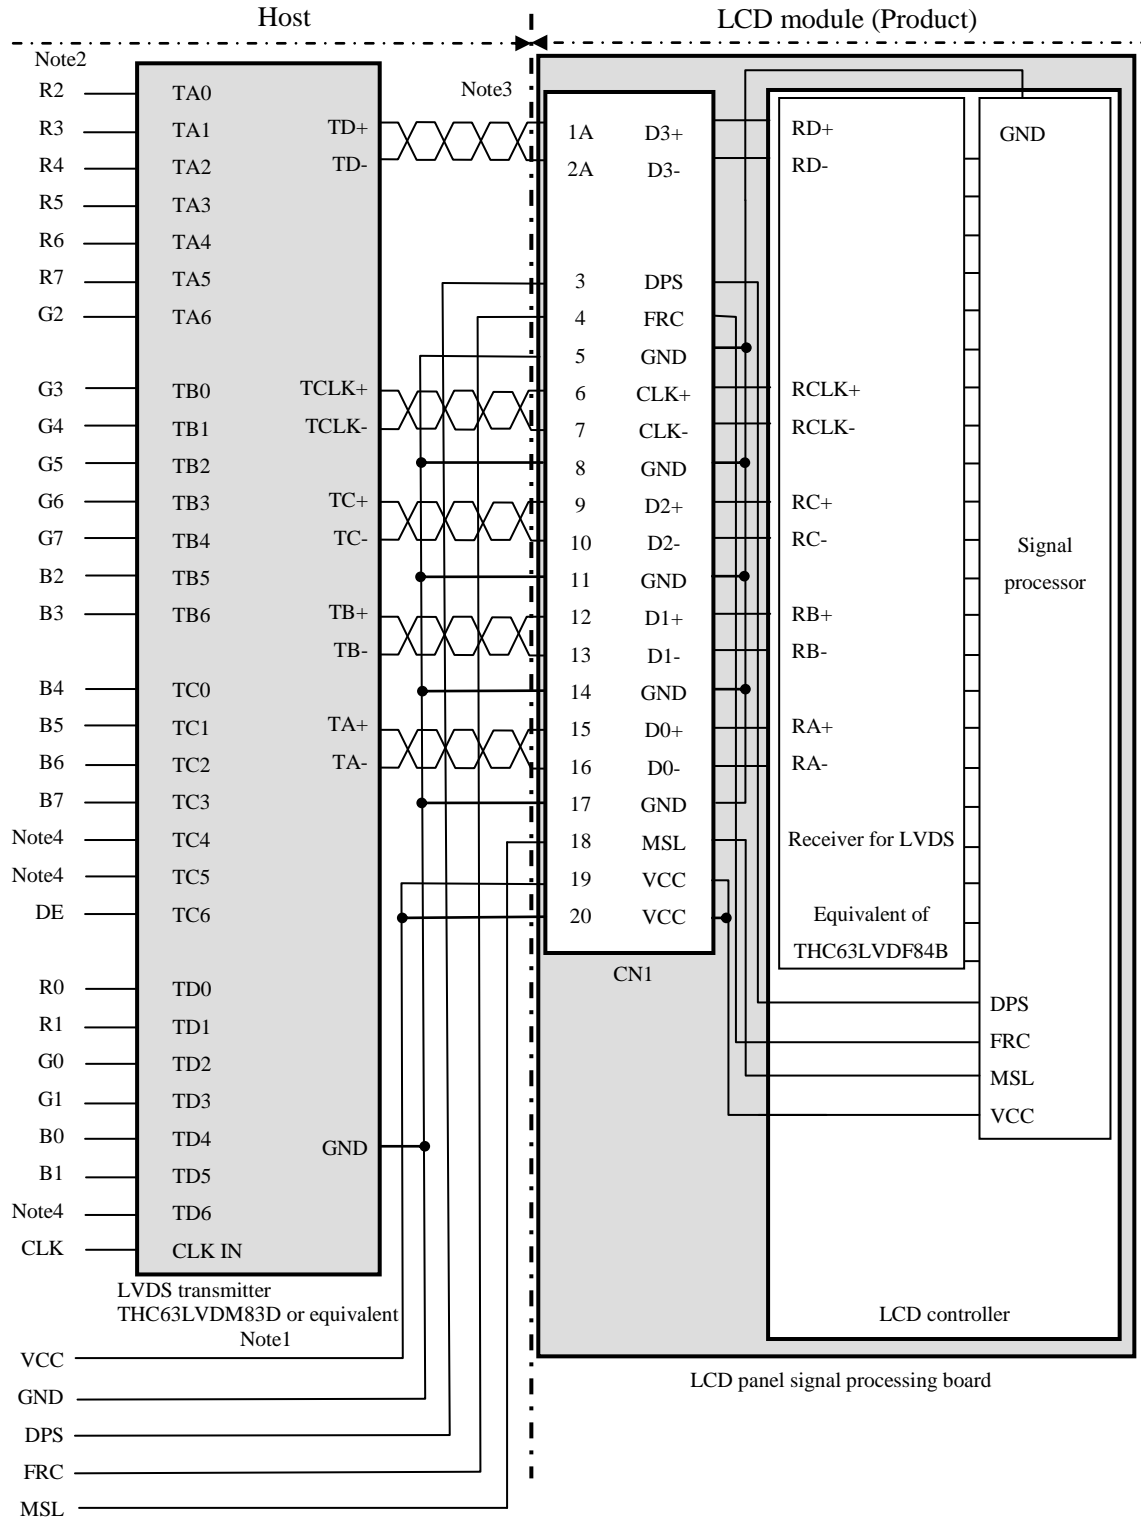 Host
LCD module (Product)
Note2
R2
R3
R4
R5
R6
R7
G2
G3
G4
G5
G6
G7
B2
B3
B4
B5
B6
B7
Note4
Note4
DE
R0
R1
G0
G1
B0
B1
Note4
CLK
TA0
TA1
TA2
TA3
TA4
TA5
TA6
TB0
TB1
TB2
TB3
TB4
TB5
TB6
TC0
TC1
TC2
TC3
TC4
TC5
TC6
TD0
TD1
TD2
TD3
TD4
TD5
TD6
CLK IN
TD+
TD-
TCLK+
TCLK-
TC+
TC-
TB+
TB-
TA+
TA-
GND
LVDS transmitter
THC63LVDM83D or equivalent
Note1
VCC
GND
DPS
FRC
MSL
Note3
1A D3+
2A D3-
3 DPS
4 FRC
5 GND
6 CLK+
7 CLK-
8 GND
9 D2+
10 D2-
11 GND
12 D1+
13 D1-
14 GND
15 D0+
16 D0-
17 GND
18 MSL
19 VCC
20 VCC
CN1
RD+
RD-
RCLK+
RCLK-
RC+
RC-
RB+
RB-
RA+
RA-
Receiver for LVDS
Equivalent of
THC63LVDF84B
GND
Signal
processor
DPS
FRC
MSL
VCC
LCD controller
LCD panel signal processing board